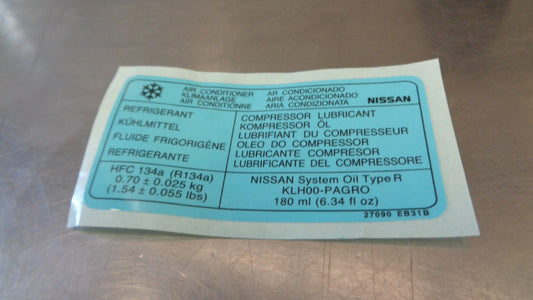 AIR CONDITIONER AR CONDICIONADO
KLIMAANLAGE AIRE ACONDICIONADO
AIR CONDITIONNE ARIA CONDIZIONATA NISSAN
REFRIGERANT
KÜHLMITTEL
FLUIDE FRIGORIGÊNE
REFRIGERANTE
COMPRESSOR LUBRICANT
KOMPRESSOR ÖL
LUBRIFIANT DU COMPRESSEUR
OLEO DO COMPRESSOR
LUBRICANTE COMPRESOR
LUBRIFICANTE DEL COMPRESSORE
HFC 134a (R134a)
0.70 ± 0.025 kg
(1.54 ± 0.055 lbs)
NISSAN System Oil Type R
KLH00-PAGRO
180 ml (6.34 fl oz)
27090 EB31B